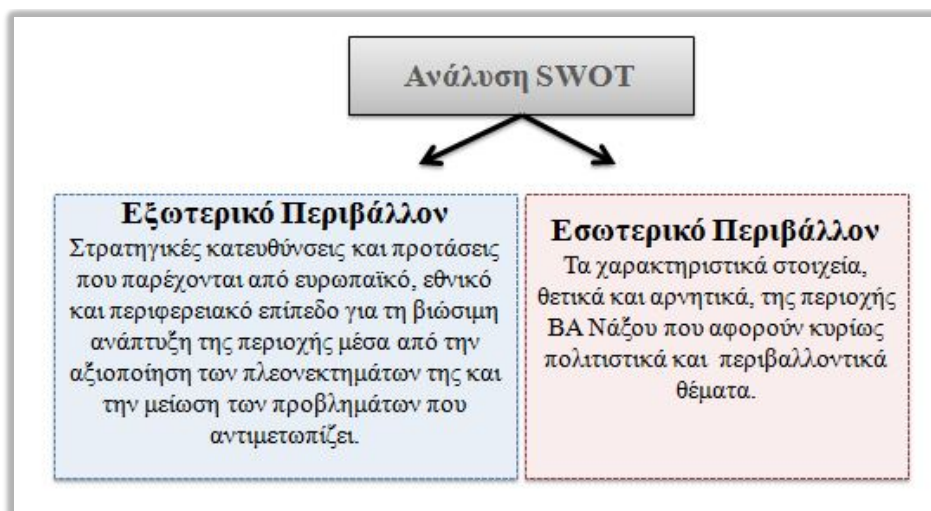 Ανάλυση SWOT
Εξωτερικό Περιβάλλον
Στρατηγικές κατευθύνσεις και προτάσεις
που παρέχονται από ευρωπαϊκό, εθνικό
και περιφερειακό επίπεδο για τη βιώσιμη
ανάπτυξη της περιοχής μέσα από την
αξιοποίηση των πλεονεκτημάτων της και
την μείωση των προβλημάτων που
αντιμετωπίζει.
Εσωτερικό Περιβάλλον
Τα χαρακτηριστικά στοιχεία,
θετικά και αρνητικά, της περιοχής
ΒΑ Νάξου που αφορούν κυρίως
πολιτιστικά και περιβαλλοντικά
θέματα.